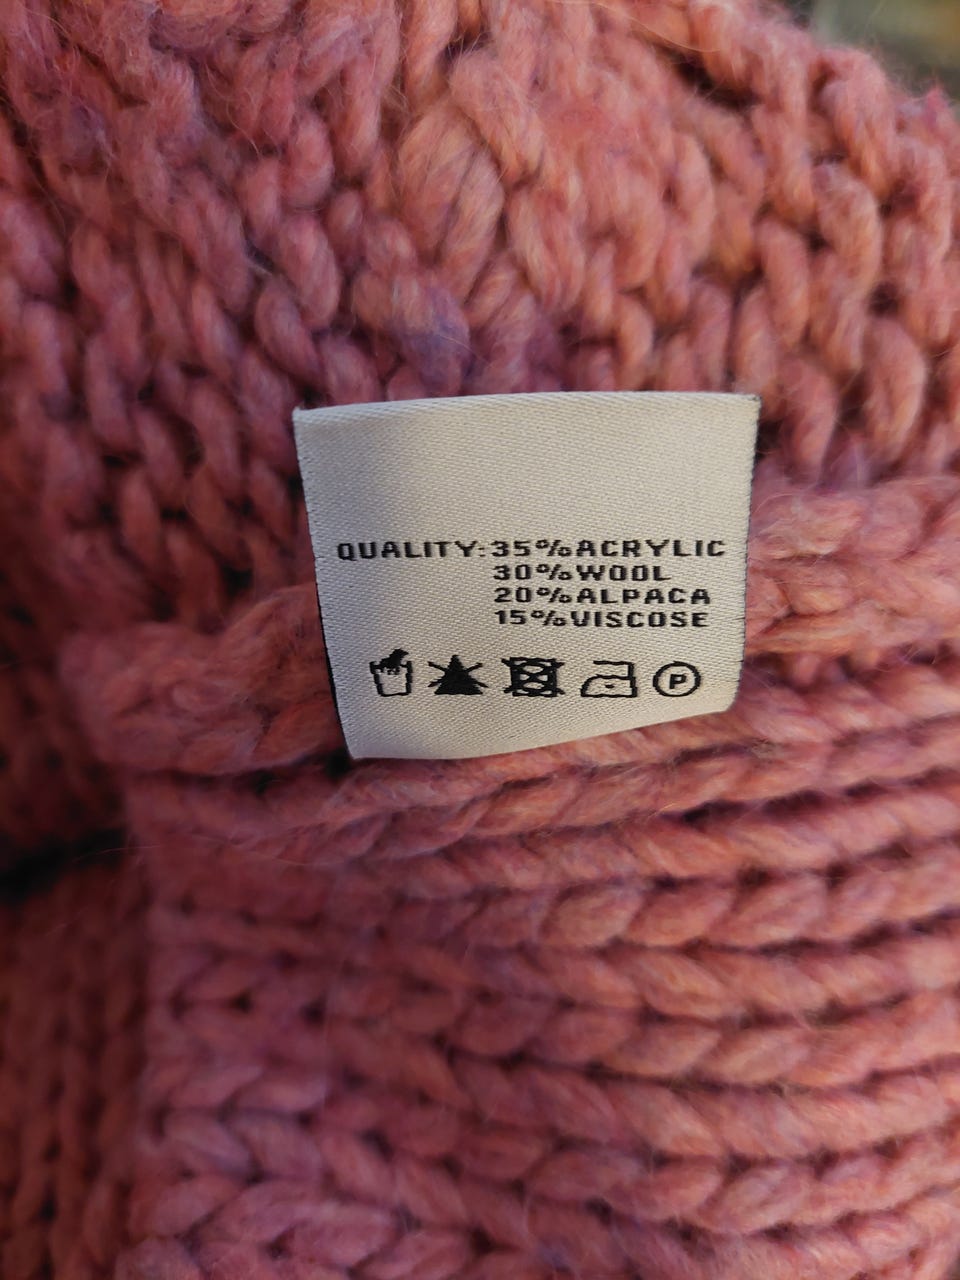 QUALITY:35%ACRYLIC
30%WOOL
20%ALPACA
15%VISCOSE
P